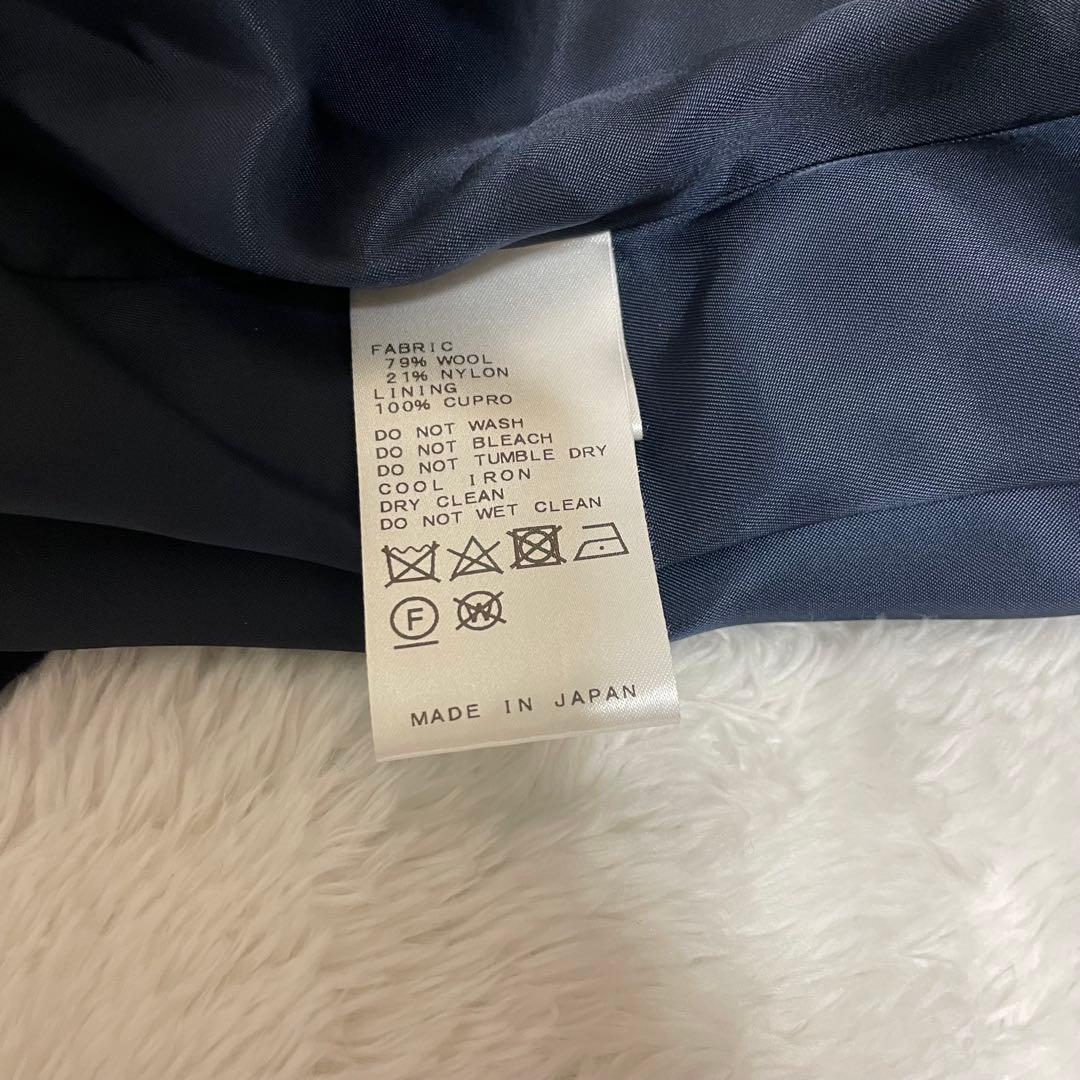 FABRIC
79% WOOL
21% NYLON
LINING
100% CUPRO
DO NOT WASH
DO NOT BLEACH
DO NOT TUMBLE DRY
COOL IRON
DRY CLEAN
DO NOT WET CLEAN
F W
MADE IN JAPAN